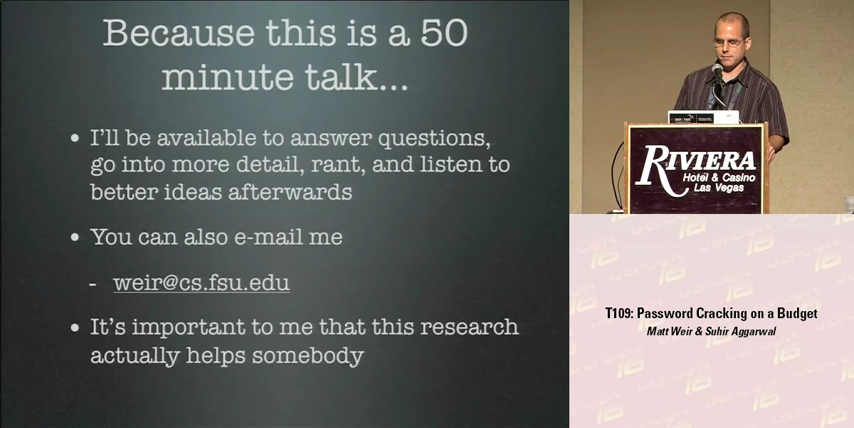 Because this is a 50
minute talk...
• I'll be available to answer questions,
go into more detail, rant, and listen to
better ideas afterwards
• You can also e-mail me
- weir@cs.fsu.edu
• It's important to me that this research
actually helps somebody
RIVIERA
Hotel & Casino
Las Vegas
T109: Password Cracking on a Budget
Matt Weir & Suhir Aggarwal